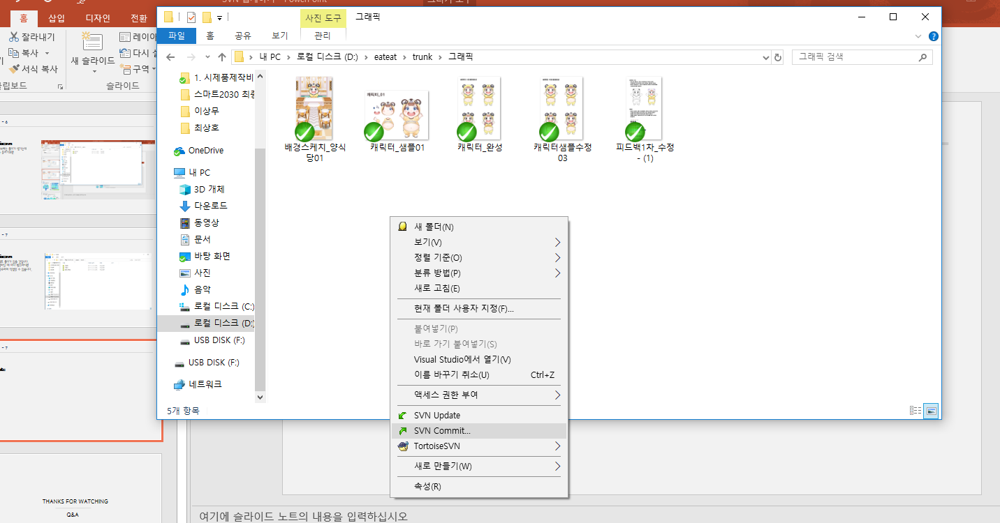 사진 도구
그래픽
파일
홈
공유
보기
관리
홈
삽입
디자인
전환
잘라내기
복사
서식 복사
새 슬라이드
구역
슬라이드
내 PC
로컬 디스크 (D:)
eateat
trunk
그래픽
그래픽 검색
1. 시제품제작비
스마트2030 최종
이상무
최상호
OneDrive
내 PC
3D 개체
다운로드
동영상
문서
바탕 화면
사진
음악
로컬 디스크 (C:)
로컬 디스크 (D:)
USB DISK (F:)
USB DISK (F:)
네트워크
5개 항목
배경스케치_양식
당01
캐릭터_샘플01
캐릭터_완성
캐릭터샘플수정
03
피드백1차_수정
- (1)
캐릭터_01
새 폴더(N)
보기(V)
정렬 기준(O)
분류 방법(P)
새로 고침(E)
현재 폴더 사용자 지정(F)...
붙여넣기(P)
바로 가기 붙여넣기(S)
Visual Studio에서 열기(V)
이름 바꾸기 취소(U) Ctrl+Z
액세스 권한 부여
SVN Update
SVN Commit...
TortoiseSVN
새로 만들기(W)
속성(R)
THANKS FOR WATCHING
Q&A
여기에 슬라이드 노트의 내용을 입력하십시오